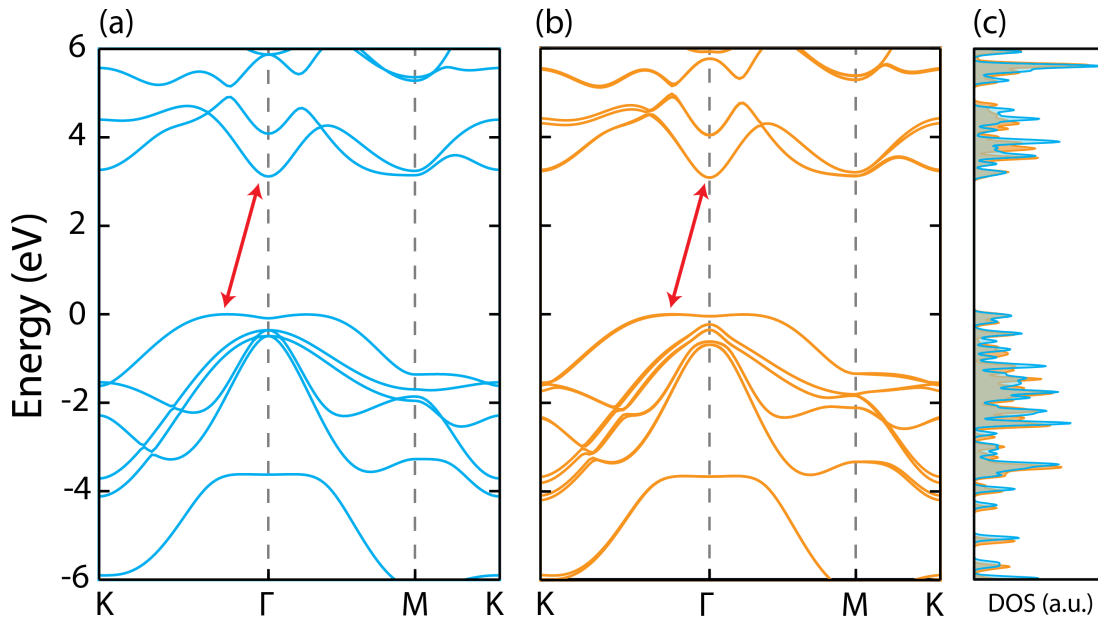 (a) (b) (c)
Energy (eV)
6
4
2
0
-2
-4
-6
K Γ M K
K Γ M K
DOS (a.u.)